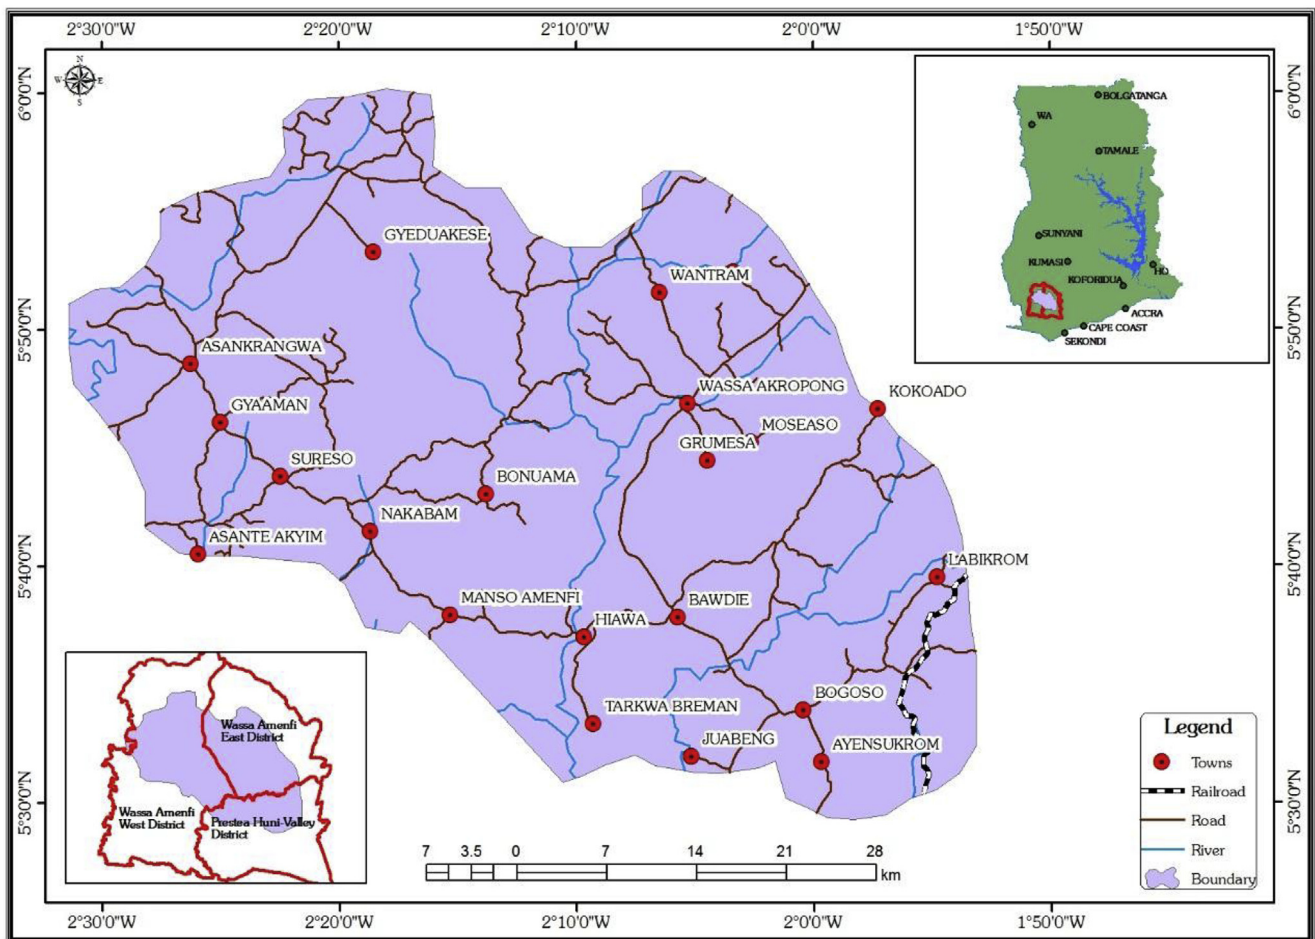 2°30'0"W 2°20'0"W 2°10'0"W 2°0'0"W 1°50'0"W
6°0'0"N
5°50'0"N
5°40'0"N
5°30'0"N
6°0'0"N
5°50'0"N
5°40'0"N
5°30'0"N
N
W E
S
BOLGATANGA
WA
TAMALE
SUNYANI
KUMASI
HO
KOFORIDUA
ACCRA
CAPE COAST
SEKONDI
GYEDUAKESE
WANTRAM
ASANKRANGWA
WASSA AKROPONG
KOKOADO
GYAAMAN
MOSEASO
GRUMESA
SURESO
BONUAMA
NAKABAM
ASANTE AKYIM
LABIKROM
MANSO AMENFI
BAWDIE
HIAWA
BOGOSO
TARKWA BREMAN
JUABENG
AYENSUKROM
Wassa Amenfi
East District
Wassa Amenfi
West District
Prestea Huni-Valley
District
Legend
Towns
Railroad
Road
River
Boundary
7 3.5 0 7 14 21 28
km
2°30'0"W 2°20'0"W 2°10'0"W 2°0'0"W 1°50'0"W